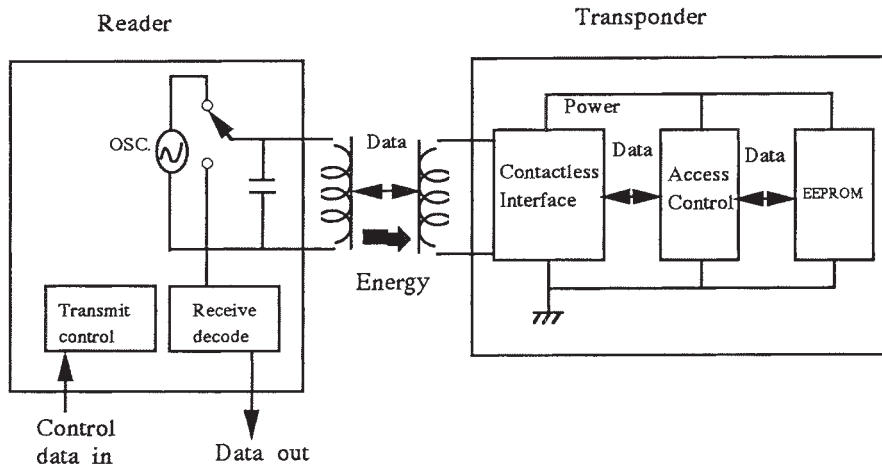 Reader
Transponder
OSC.
Data
Energy
Transmit
control
Receive
decode
Control
data in
Data out
Power
Contactless
Interface
Data
Access
Control
Data
EEPROM